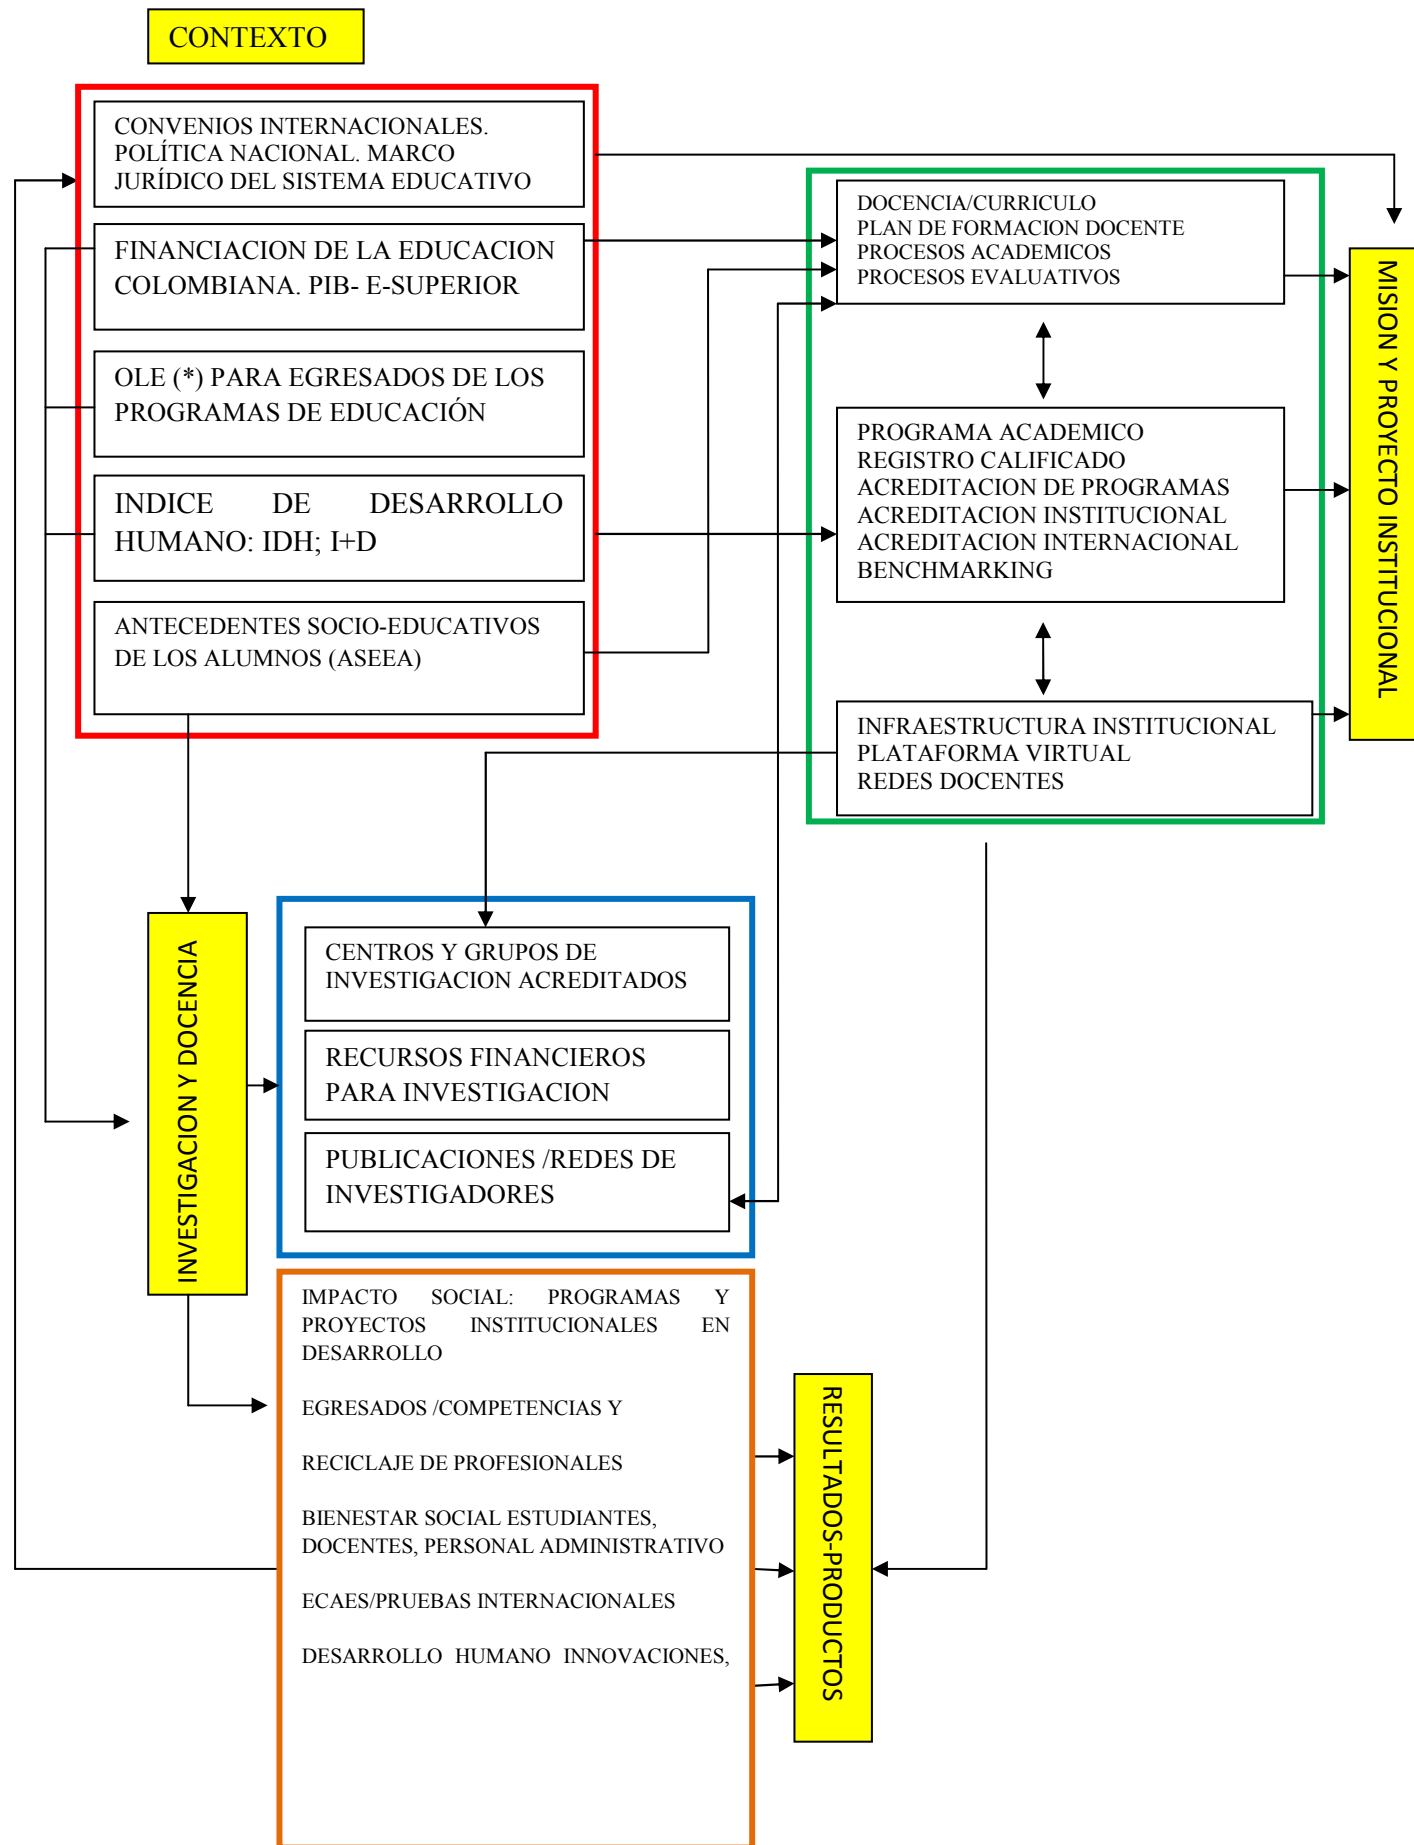 CONTEXTO
CONVENIOS INTERNACIONALES.
POLÍTICA NACIONAL. MARCO
JURÍDICO DEL SISTEMA EDUCATIVO
FINANCIACION DE LA EDUCACION
COLOMBIANA. PIB- E-SUPERIOR
OLE (*) PARA EGRESADOS DE LOS
PROGRAMAS DE EDUCACIÓN
INDICE DE DESARROLLO
HUMANO: IDH; I+D
ANTECEDENTES SOCIO-EDUCATIVOS
DE LOS ALUMNOS (ASEEA)
DOCENCIA/CURRICULO
PLAN DE FORMACION DOCENTE
PROCESOS ACADEMICOS
PROCESOS EVALUATIVOS
PROGRAMA ACADEMICO
REGISTRO CALIFICADO
ACREDITACION DE PROGRAMAS
ACREDITACION INSTITUCIONAL
ACREDITACION INTERNACIONAL
BENCHMARKING
INFRAESTRUCTURA INSTITUCIONAL
PLATAFORMA VIRTUAL
REDES DOCENTES
MISION Y PROYECTO INSTITUCIONAL
INVESTIGACION Y DOCENCIA
CENTROS Y GRUPOS DE
INVESTIGACION ACREDITADOS
RECURSOS FINANCIEROS
PARA INVESTIGACION
PUBLICACIONES /REDES DE
INVESTIGADORES
IMPACTO SOCIAL: PROGRAMAS Y
PROYECTOS INSTITUCIONALES EN
DESARROLLO
EGRESADOS /COMPETENCIAS Y
RECICLAJE DE PROFESIONALES
BIENESTAR SOCIAL ESTUDIANTES,
DOCENTES, PERSONAL ADMINISTRATIVO
ECAES/PRUEBAS INTERNACIONALES
DESARROLLO HUMANO INNOVACIONES,
RESULTADOS-PRODUCTOS